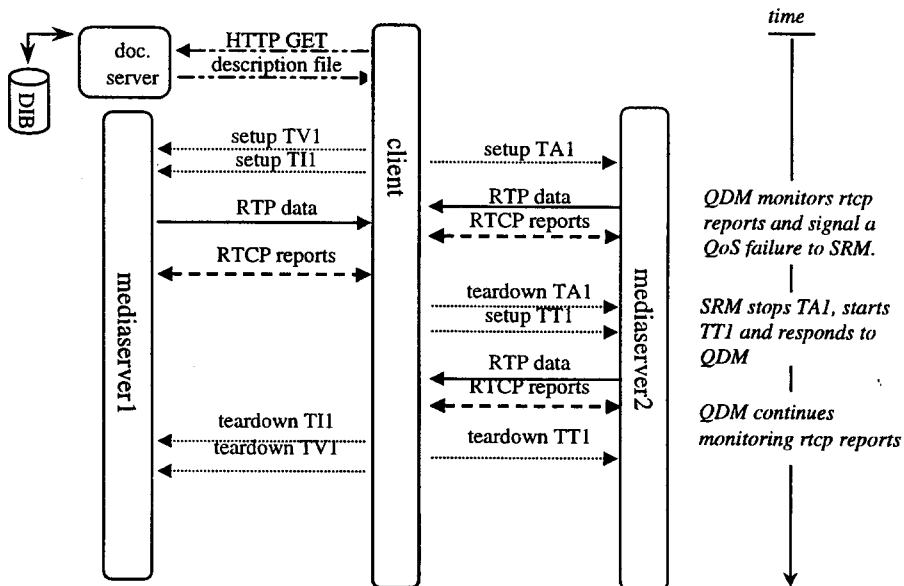 time
HTTP GET
doc.
server
description file
DIB
client
setup TV1
setup TI1
setup TA1
RTP data
RTP data
RTCP reports
RTCP reports
QDM monitors rtcp
reports and signal a
QoS failure to SRM.
mediaserver1
mediaserver2
teardown TA1
setup TT1
SRM stops TA1, starts
TT1 and responds to
QDM
RTP data
RTCP reports
QDM continues
monitoring rtcp reports
teardown TI1
teardown TV1
teardown TT1